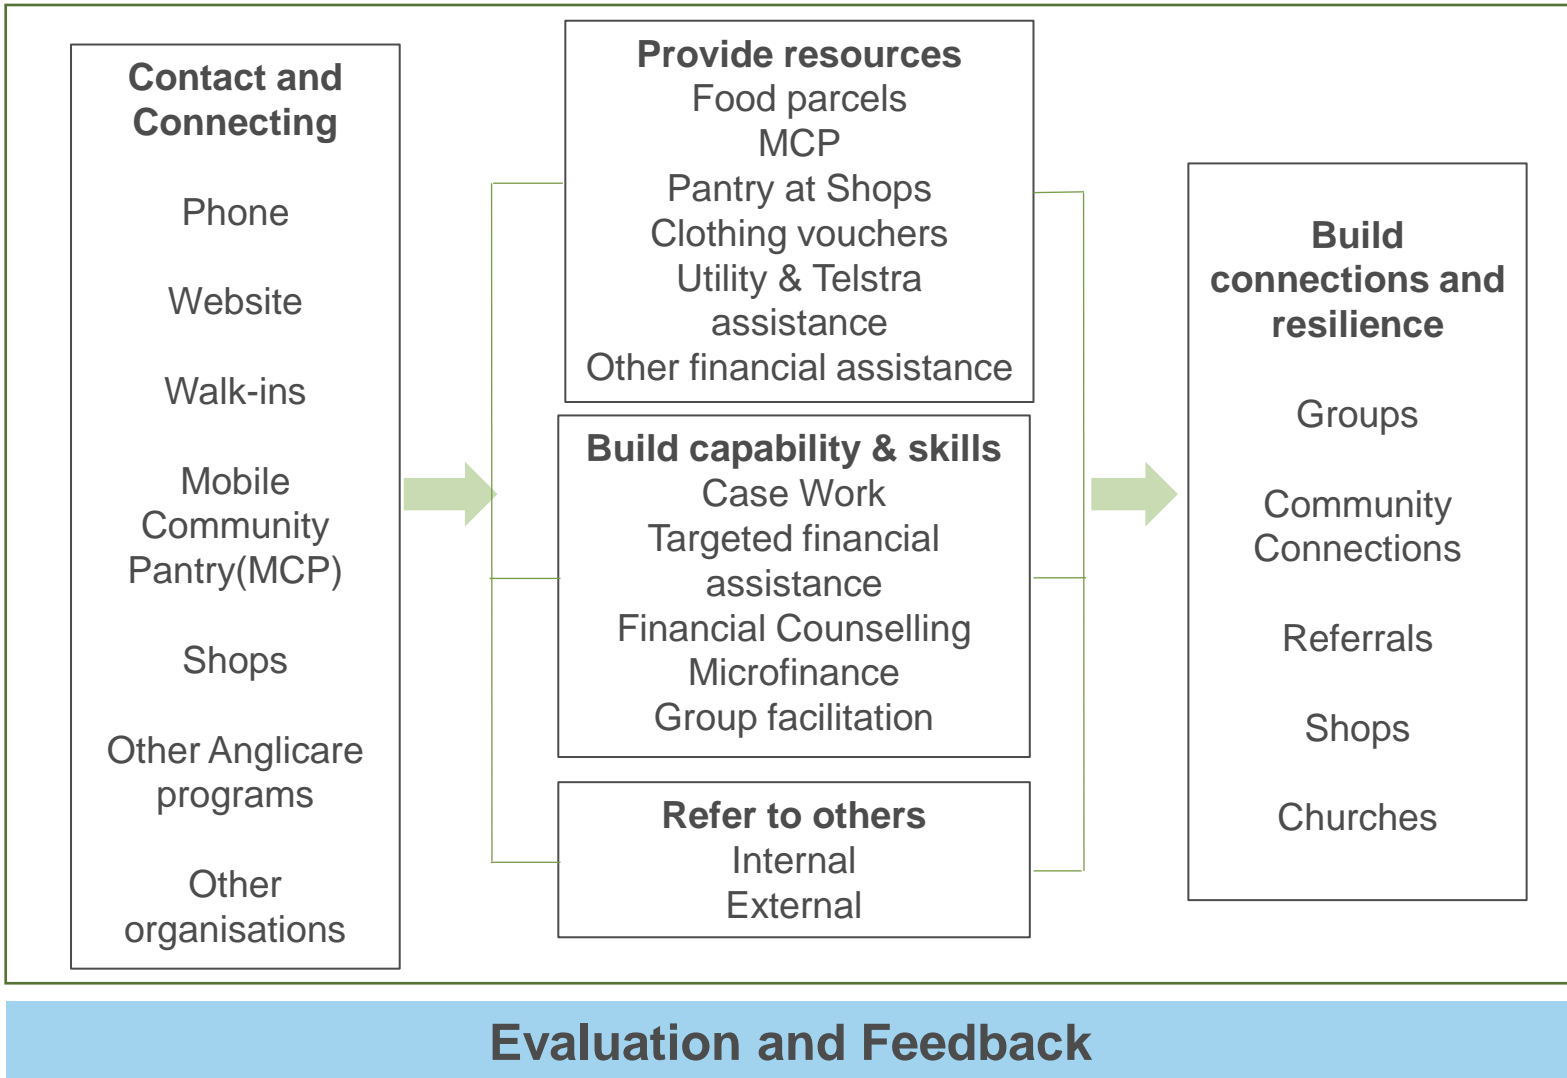 Contact and
Connecting
Phone
Website
Walk-ins
Mobile
Community
Pantry(MCP)
Shops
Other Anglicare
programs
Other
organisations
Provide resources
Food parcels
MCP
Pantry at Shops
Clothing vouchers
Utility & Telstra
assistance
Other financial assistance
Build capability & skills
Case Work
Targeted financial
assistance
Financial Counselling
Microfinance
Group facilitation
Refer to others
Internal
External
Build
connections and
resilience
Groups
Community
Connections
Referrals
Shops
Churches
Evaluation and Feedback